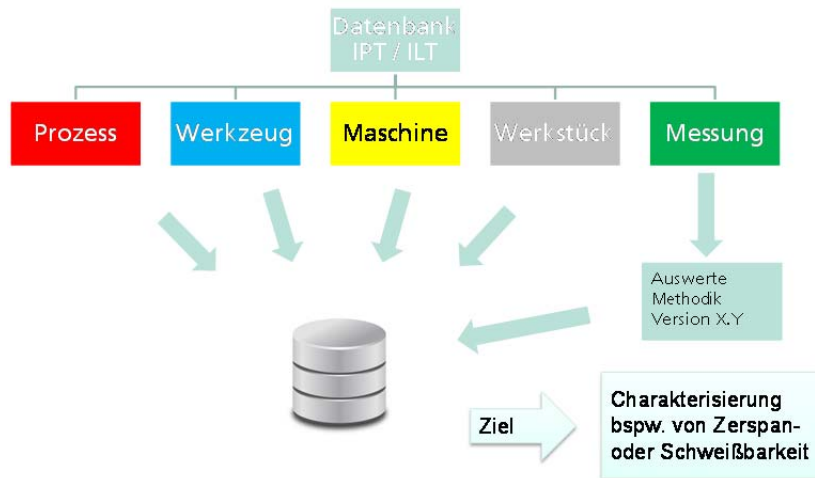 Datenbank
IPT / ILT
Prozess
Werkzeug
Maschine
Werkstück
Messung
Auswerte
Methodik
Version X.Y
Ziel
Charakterisierung
bspw. von Zerspan-
oder Schweißbarkeit